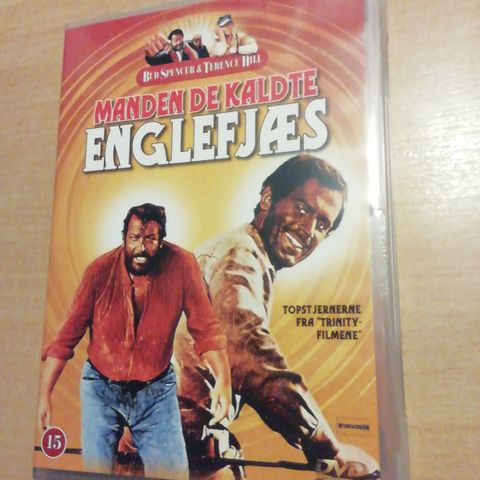 BUD SPENCER & TERENCE HILL
MANDEN DE KALDTE
ENGLEFJÆS
TOPSTJERNERNE
FRA "TRINITY-
FILMENE"
WIDESCREEN
15
DVD